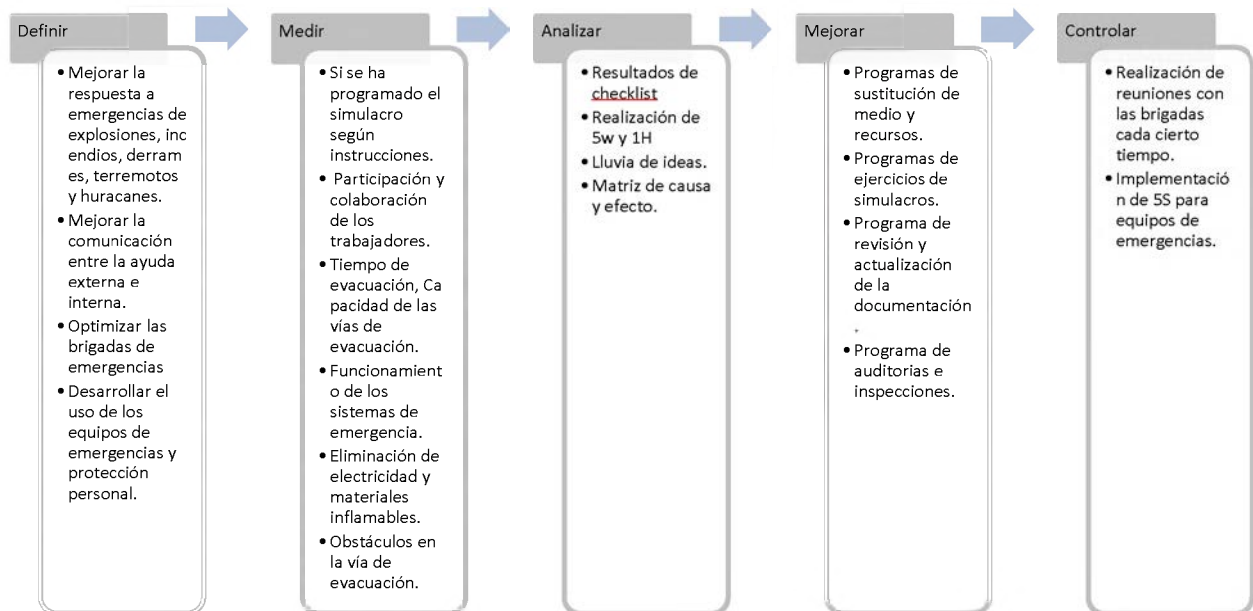 Definir
• Mejorar la
respuesta a
emergencias de
explosiones, inc
endios, derram
es, terremotos
y huracanes.
• Mejorar la
comunicación
entre la ayuda
externa e
interna.
• Optimizar las
brigadas de
emergencias
• Desarrollar el
uso de los
equipos de
emergencias y
protección
personal.
Medir
• Si se ha
programado el
simulacro
según
instrucciones.
• Participación y
colaboración
de los
trabajadores.
• Tiempo de
evacuación, Ca
pacidad de las
vías de
evacuación.
• Funcionamient
o de los
sistemas de
emergencia.
• Eliminación de
electricidad y
materiales
inflamables.
• Obstáculos en
la vía de
evacuación.
Analizar
• Resultados de
checklist
• Realización de
5w y 1H
• Lluvia de ideas.
• Matriz de causa
y efecto.
Mejorar
• Programas de
sustitución de
medio y
recursos.
• Programas de
ejercicios de
simulacros.
• Programa de
revisión y
actualización
de la
documentación
.
• Programa de
auditorias e
inspecciones.
Controlar
• Realización de
reuniones con
las brigadas
cada cierto
tiempo.
• Implementació
n de 5S para
equipos de
emergencias.